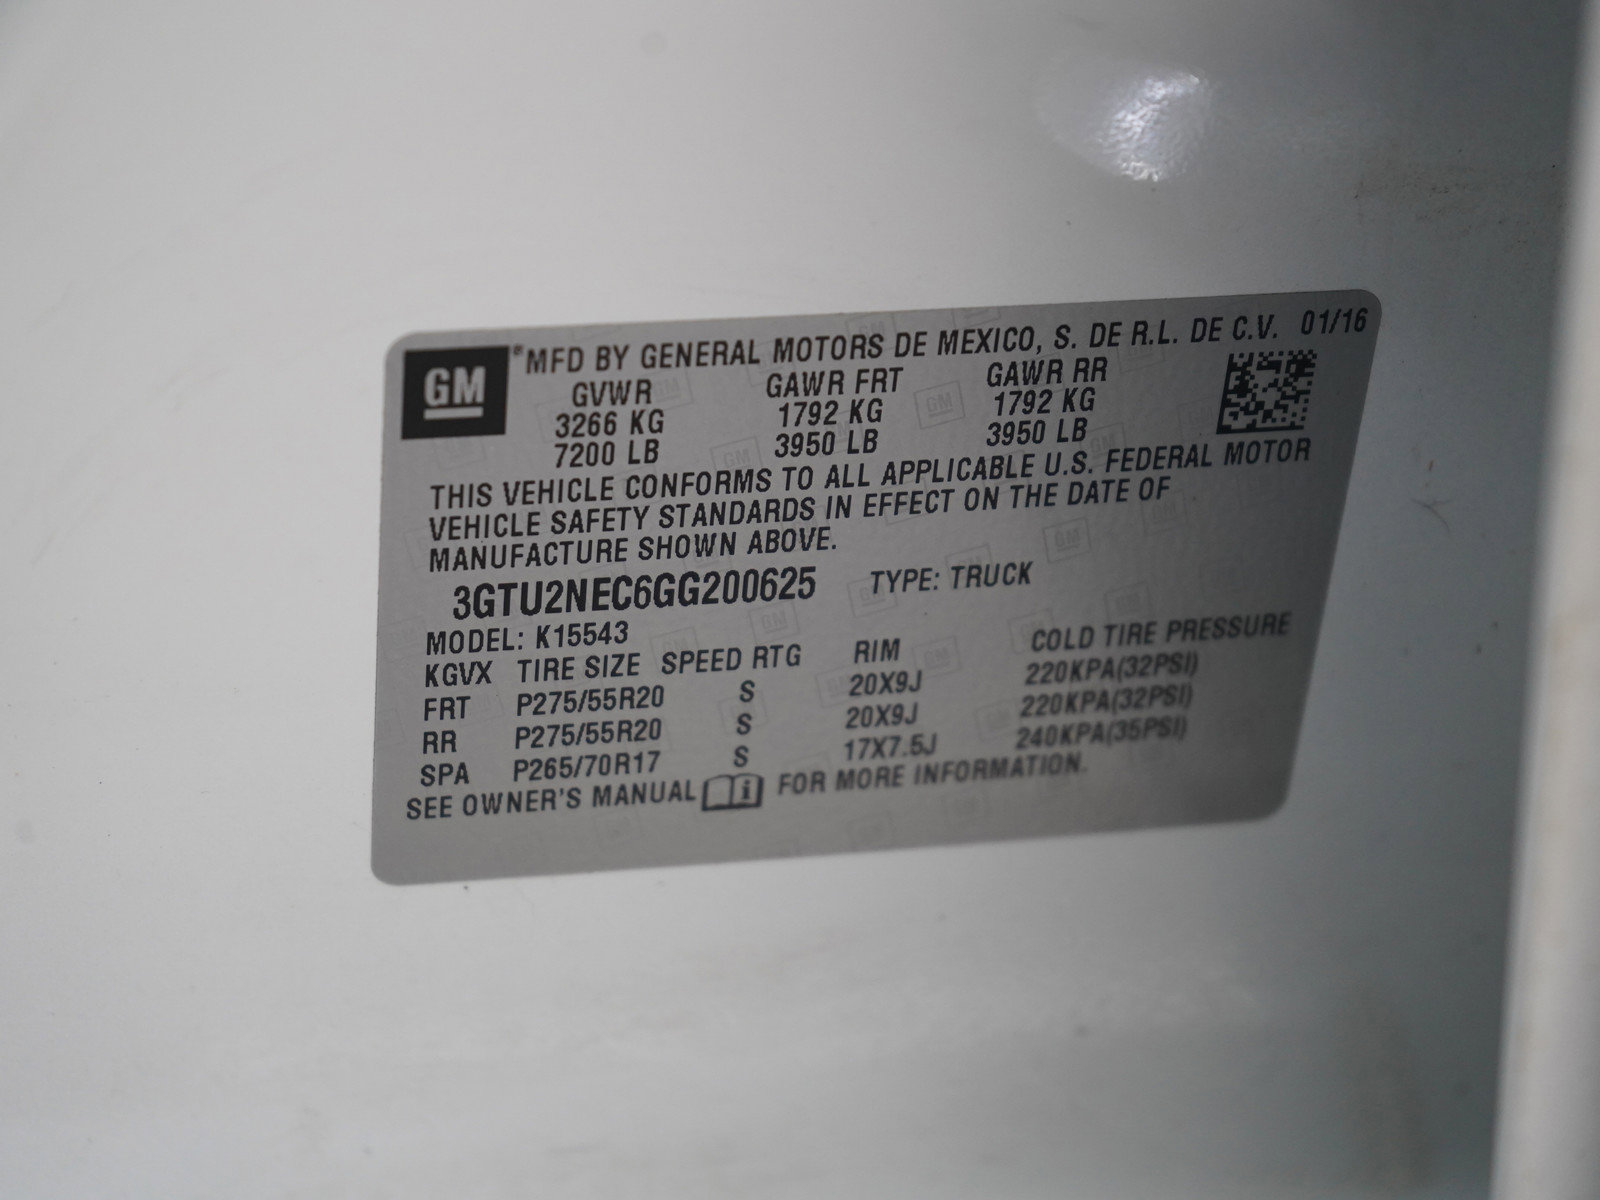 GM ®MFD BY GENERAL MOTORS DE MEXICO, S. DE R.L. DE C.V. 01/16
GVWR GAWR FRT GAWR RR
3266 KG 1792 KG 1792 KG
7200 LB 3950 LB 3950 LB
THIS VEHICLE CONFORMS TO ALL APPLICABLE U.S. FEDERAL MOTOR
VEHICLE SAFETY STANDARDS IN EFFECT ON THE DATE OF
MANUFACTURE SHOWN ABOVE.
3GTU2NEC6GG200625 TYPE: TRUCK
MODEL: K15543
KGVX TIRE SIZE SPEED RTG RIM COLD TIRE PRESSURE
FRT P275/55R20 S 20X9J 220KPA(32PSI)
RR P275/55R20 S 20X9J 220KPA(32PSI)
SPA P265/70R17 S 17X7.5J 240KPA(35PSI)
SEE OWNER'S MANUAL i FOR MORE INFORMATION.